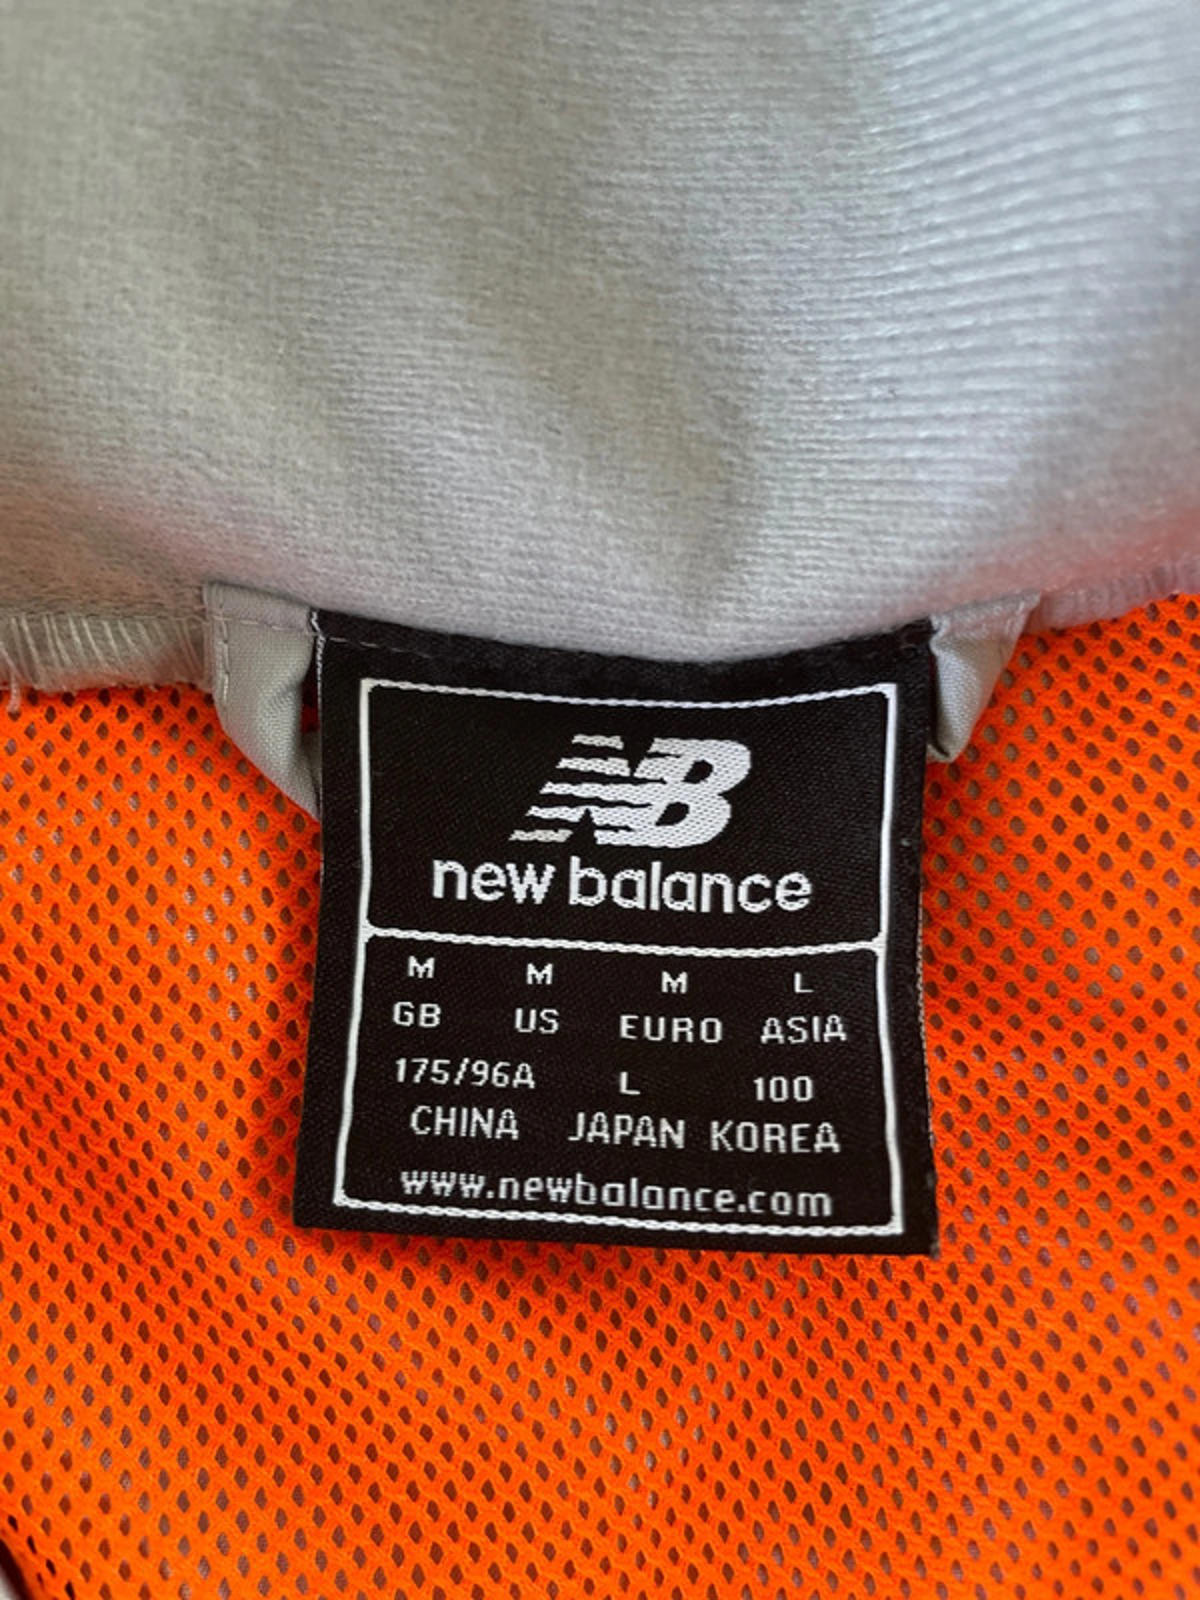 NB
new balance
M M M L
GB US EURO ASIA
175/96A L 100
CHINA JAPAN KOREA
www.newbalance.com